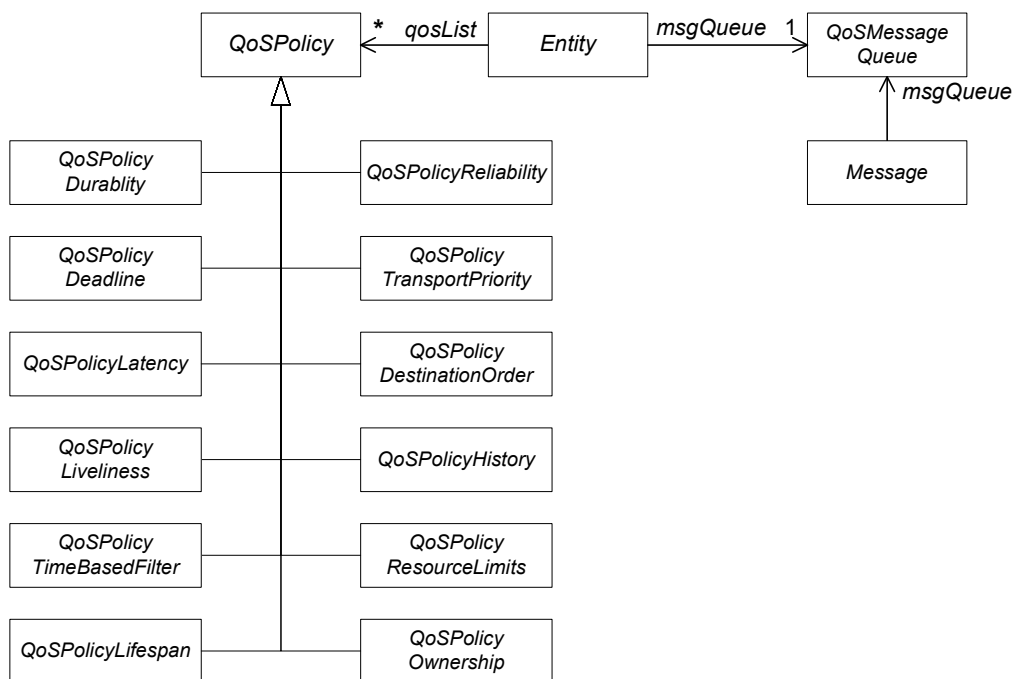 QoSPolicy
* qosList
Entity
msgQueue 1
QoSMessage
Queue
msgQueue
Message
QoSPolicy
Durablity
QoSPolicyReliability
QoSPolicy
Deadline
QoSPolicy
TransportPriority
QoSPolicyLatency
QoSPolicy
DestinationOrder
QoSPolicy
Liveliness
QoSPolicyHistory
QoSPolicy
TimeBasedFilter
QoSPolicy
ResourceLimits
QoSPolicyLifespan
QoSPolicy
Ownership